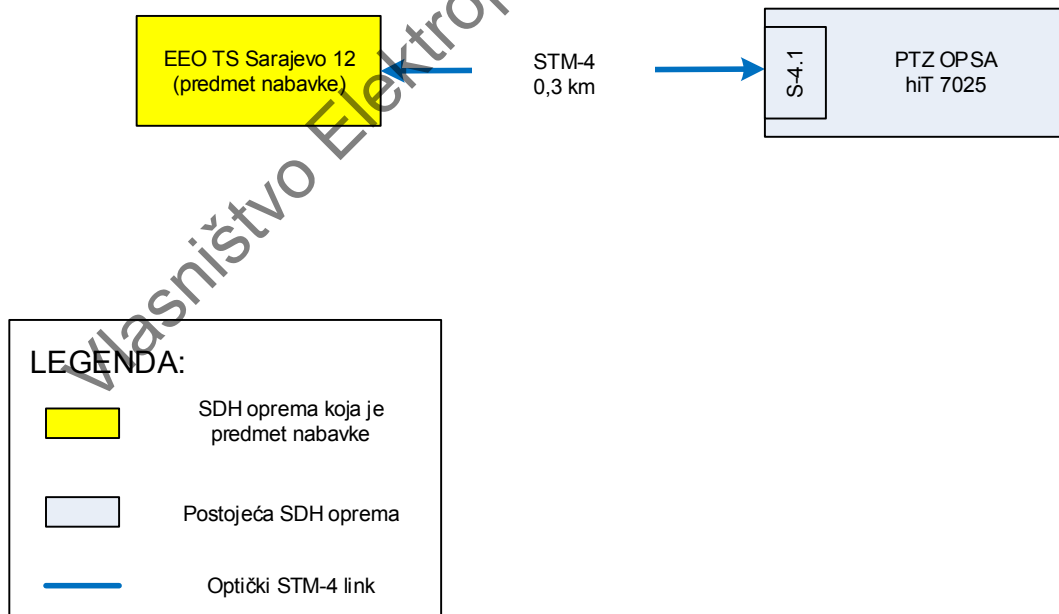 EEO TS Sarajevo 12
(predmet nabavke)
STM-4
0,3 km
S-4.1
PTZ OPSA
hiT 7025
Vlasništvo Elektrop
LEGENDA:
SDH oprema koja je
predmet nabavke
Postojeća SDH oprema
Optički STM-4 link